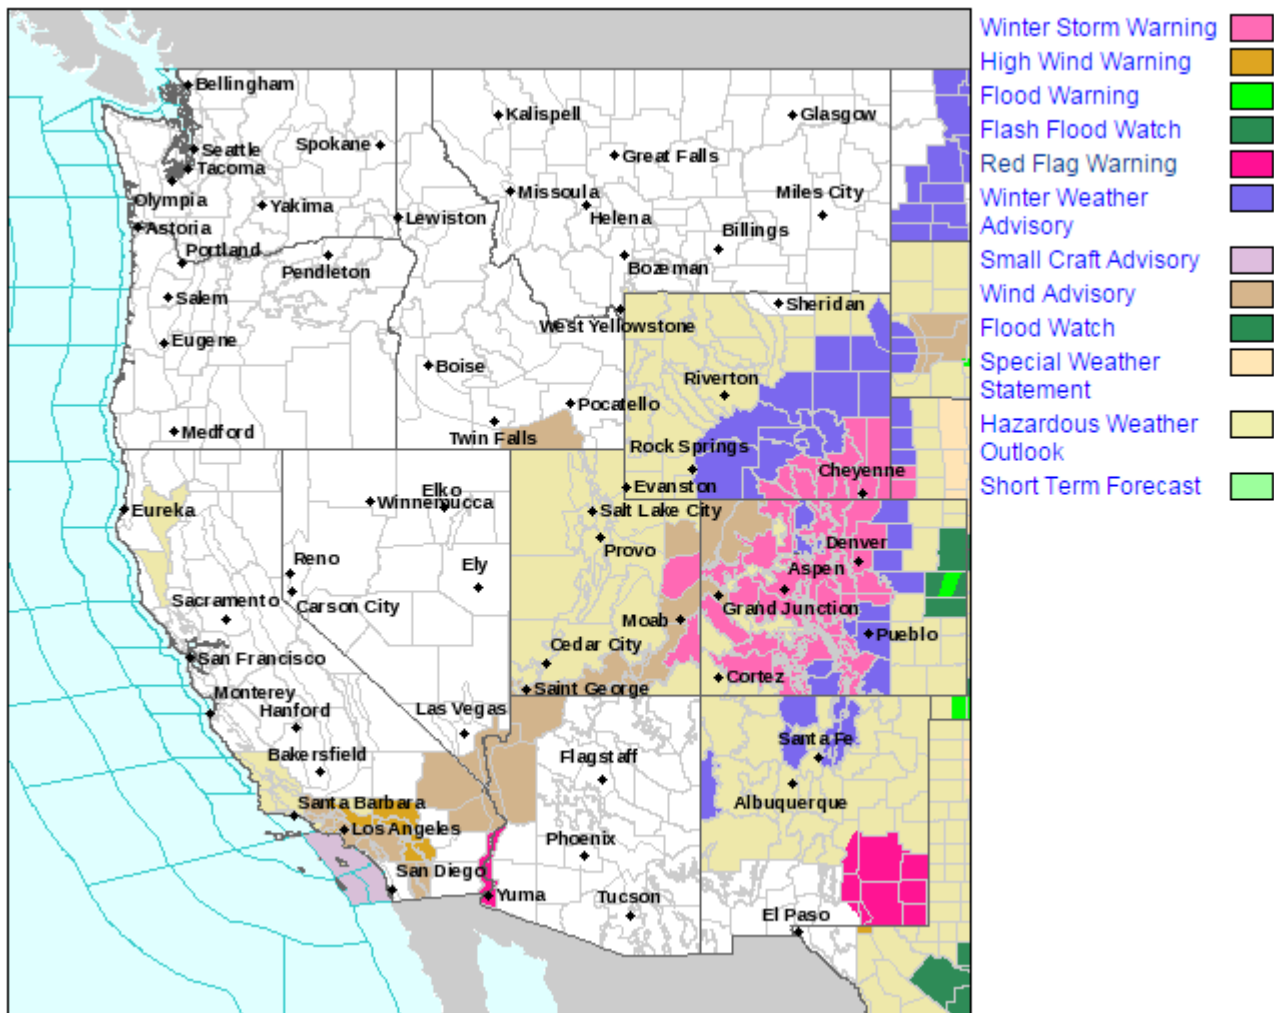 Winter Storm Warning
High Wind Warning
Flood Warning
Flash Flood Watch
Red Flag Warning
Winter Weather
Advisory
Small Craft Advisory
Wind Advisory
Flood Watch
Special Weather
Statement
Hazardous Weather
Outlook
Short Term Forecast
Bellingham
Kalispell
Glasgow
Seattle
Spokane
Great Falls
Tacoma
Missoula
Miles City
Olympia
Yakima
Lewiston
Helena
Astoria
Billings
Portland
Pendleton
Bozeman
Salem
Sheridan
West Yellowstone
Eugene
Boise
Riverton
Pocatello
Medford
Twin Falls
Rock Springs
Cheyenne
Elko
Evanston
Winnemucca
Eureka
Salt Lake City
Provo
Denver
Reno
Ely
Aspen
Sacramento
Carson City
Grand Junction
Moab
Pueblo
Cedar City
San Francisco
Cortez
Saint George
Monterey
Hanford
Las Vegas
Santa Fe
Bakersfield
Flagstaff
Santa Barbara
Albuquerque
Los Angeles
Phoenix
San Diego
Yuma
Tucson
El Paso